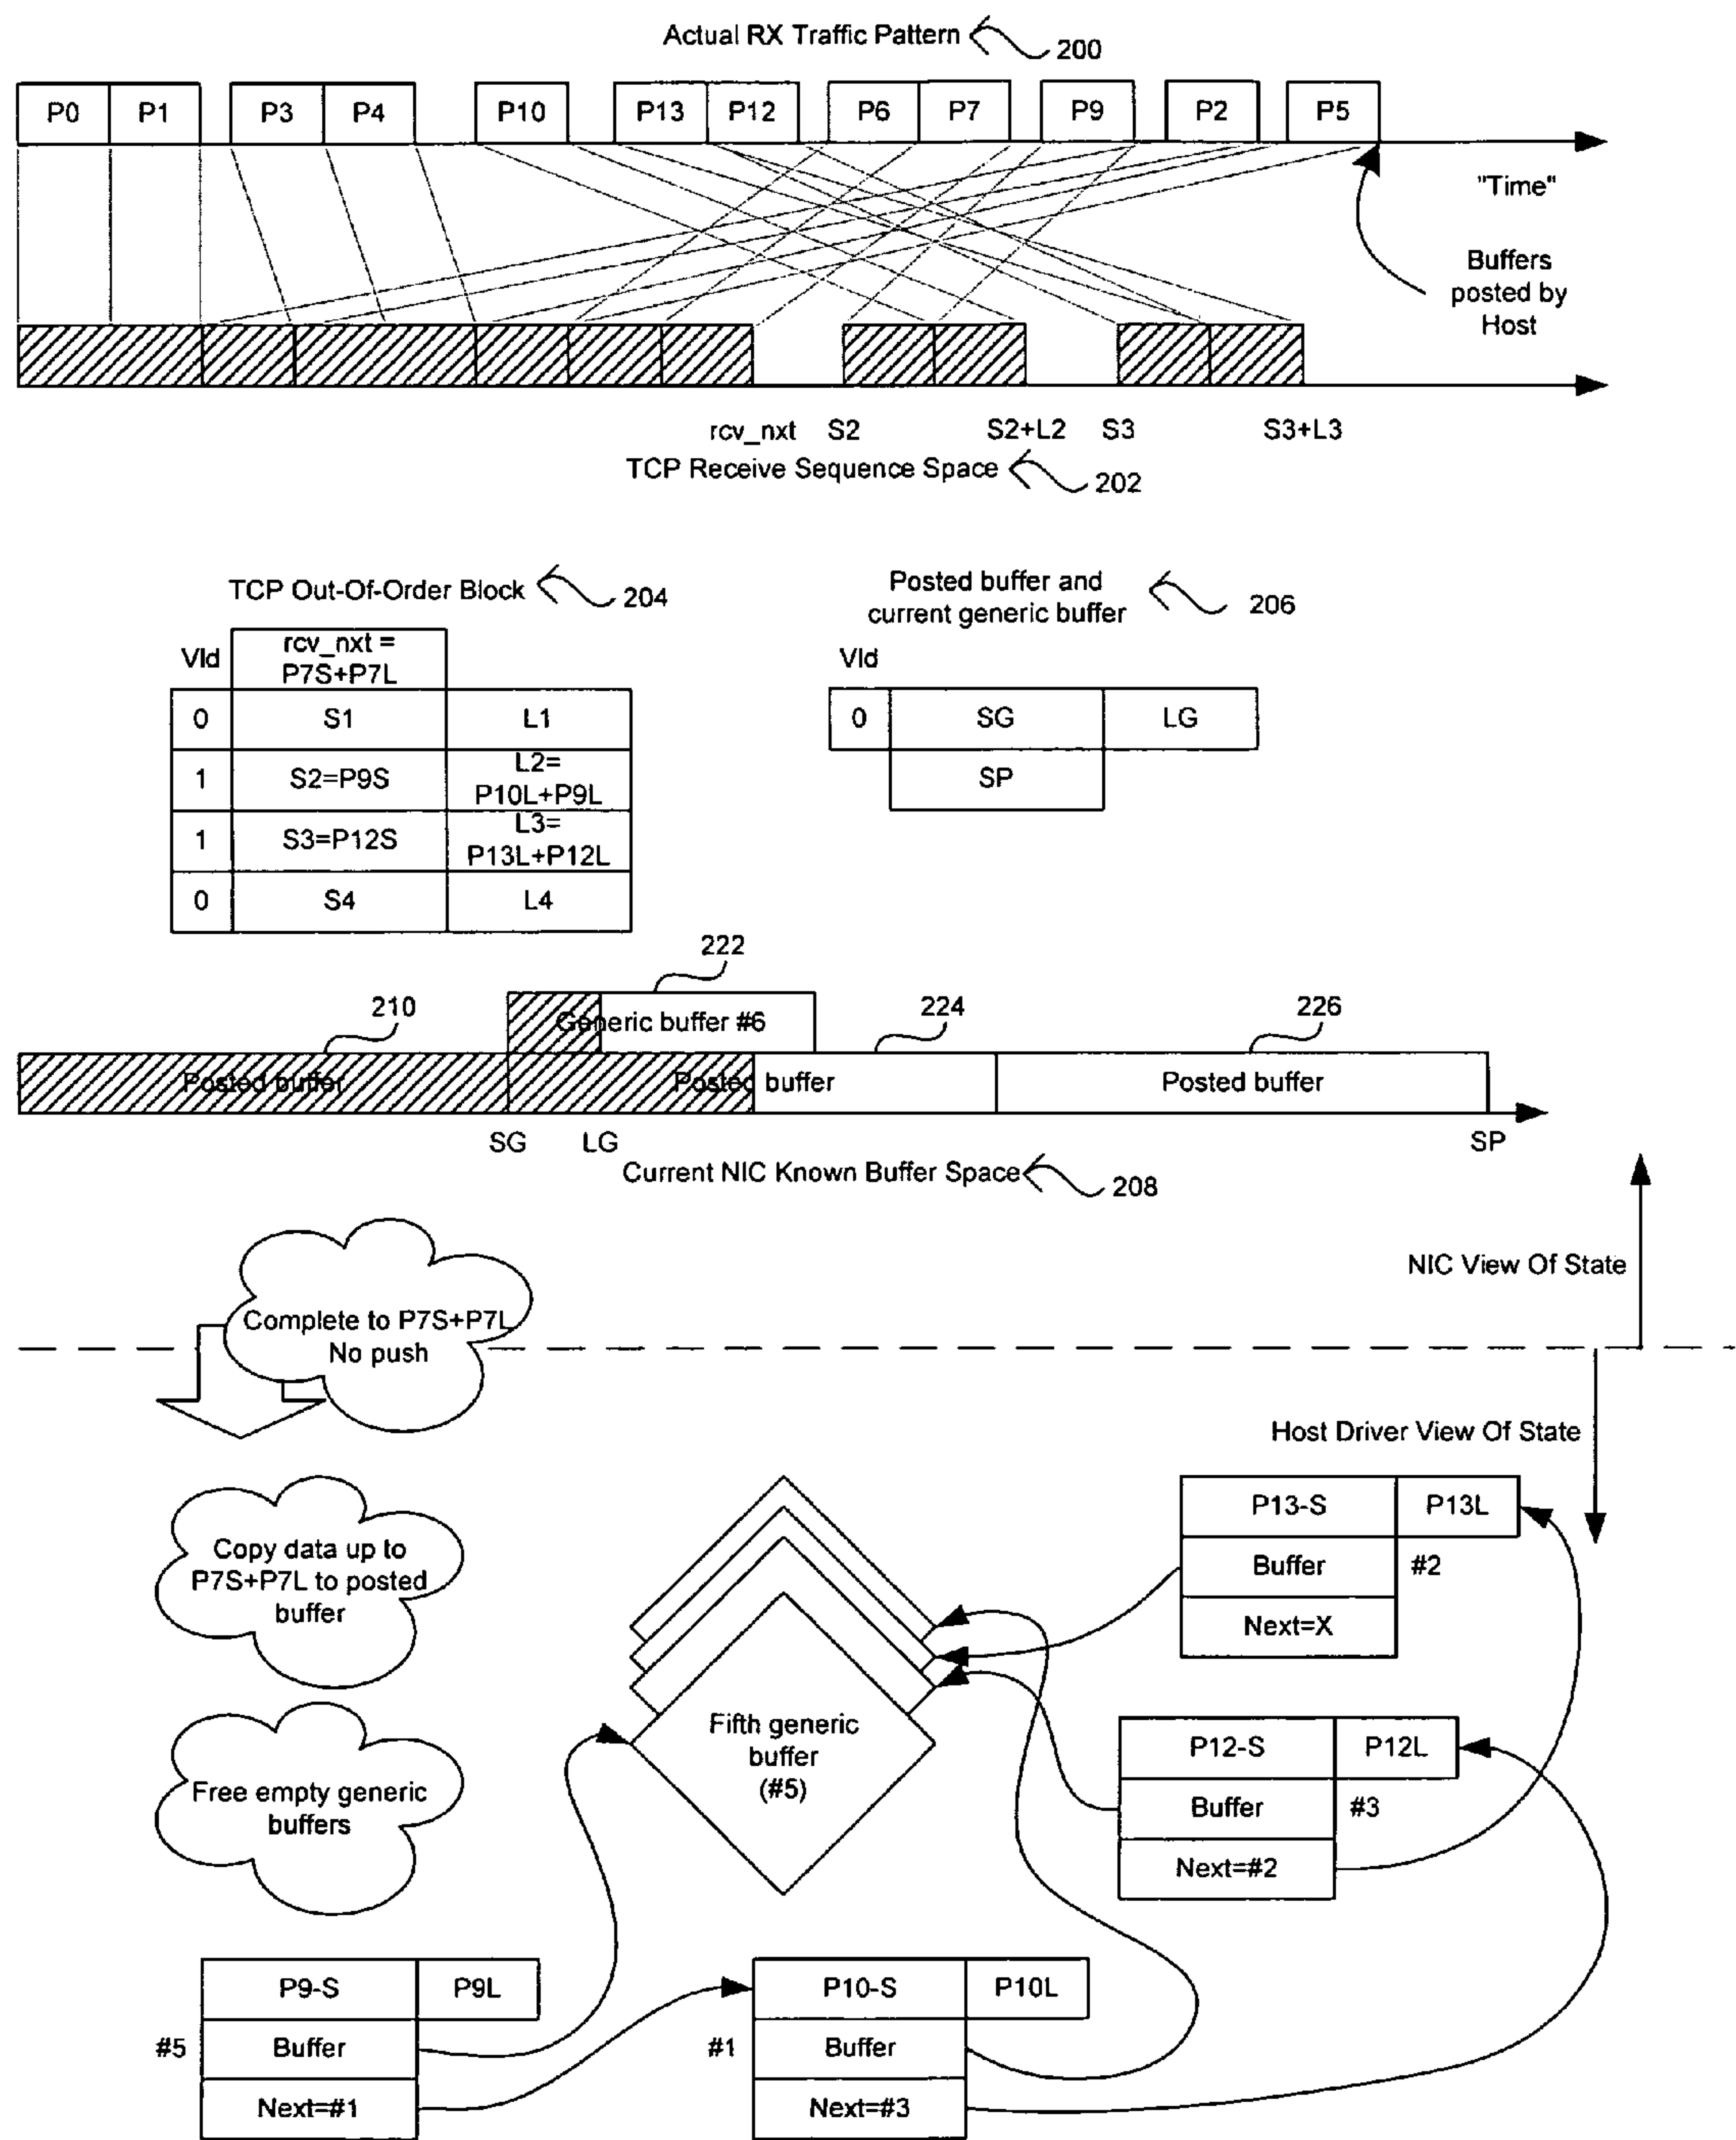 Actual RX Traffic Pattern
200
P0 P1 P3 P4 P10 P13 P12 P6 P7 P9 P2 P5
"Time"
Buffers
posted by
Host
rcv_nxt S2 S2+L2 S3 S3+L3
TCP Receive Sequence Space
202
TCP Out-Of-Order Block
204
Vld
rcv_nxt =
P7S+P7L
0 S1 L1
1 S2=P9S L2=
P10L+P9L
1 S3=P12S L3=
P13L+P12L
0 S4 L4
Posted buffer and
current generic buffer
206
Vld
0 SG LG
SP
222
210
Generic buffer #6
224
226
Posted buffer
Posted buffer
Posted buffer
SG LG SP
Current NIC Known Buffer Space
208
NIC View Of State
Complete to P7S+P7L
No push
Host Driver View Of State
Copy data up to
P7S+P7L to posted
buffer
Free empty generic
buffers
Fifth generic
buffer
(#5)
P13-S P13L
Buffer #2
Next=X
P12-S P12L
Buffer #3
Next=#2
P9-S P9L
#5 Buffer
Next=#1
P10-S P10L
#1 Buffer
Next=#3